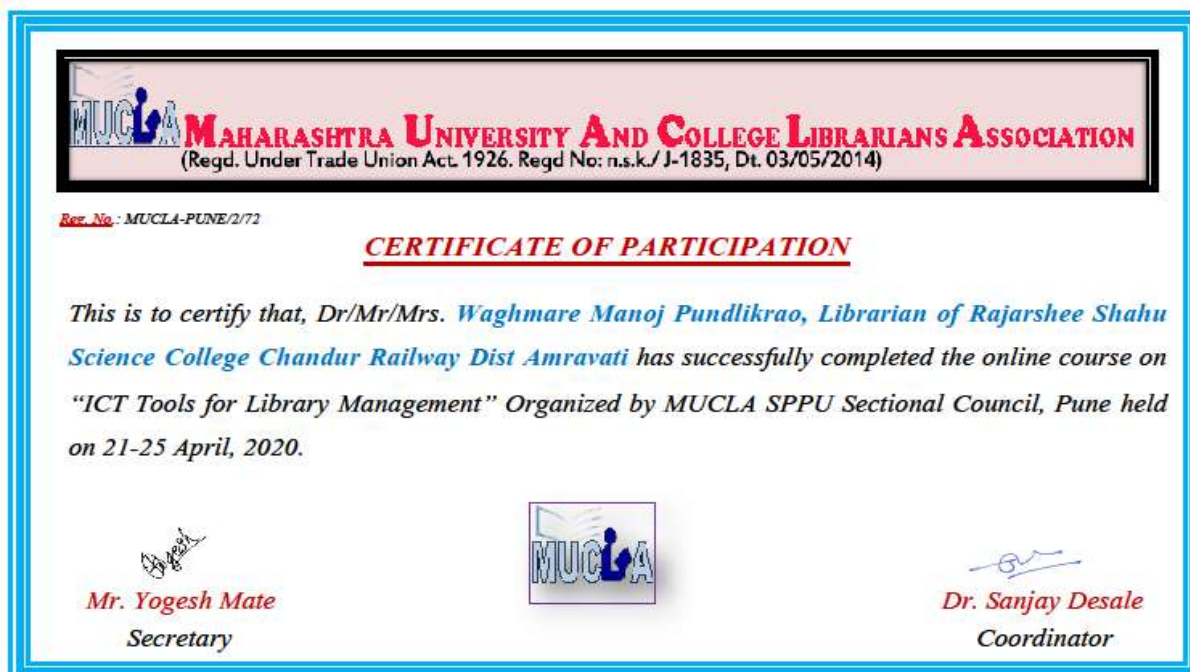 MUCLA MAHARASHTRA UNIVERSITY AND COLLEGE LIBRARIANS ASSOCIATION
(Regd. Under Trade Union Act. 1926. Regd No: n.s.k./ J-1835, Dt. 03/05/2014)
Reg. No.: MUCLA-PUNE/2/72
CERTIFICATE OF PARTICIPATION
This is to certify that, Dr/Mr/Mrs. Waghmare Manoj Pundlikrao, Librarian of Rajarshee Shahu
Science College Chandur Railway Dist Amravati has successfully completed the online course on
“ICT Tools for Library Management” Organized by MUCLA SPPU Sectional Council, Pune held
on 21-25 April, 2020.
MUCLA
Mr. Yogesh Mate
Secretary
Dr. Sanjay Desale
Coordinator